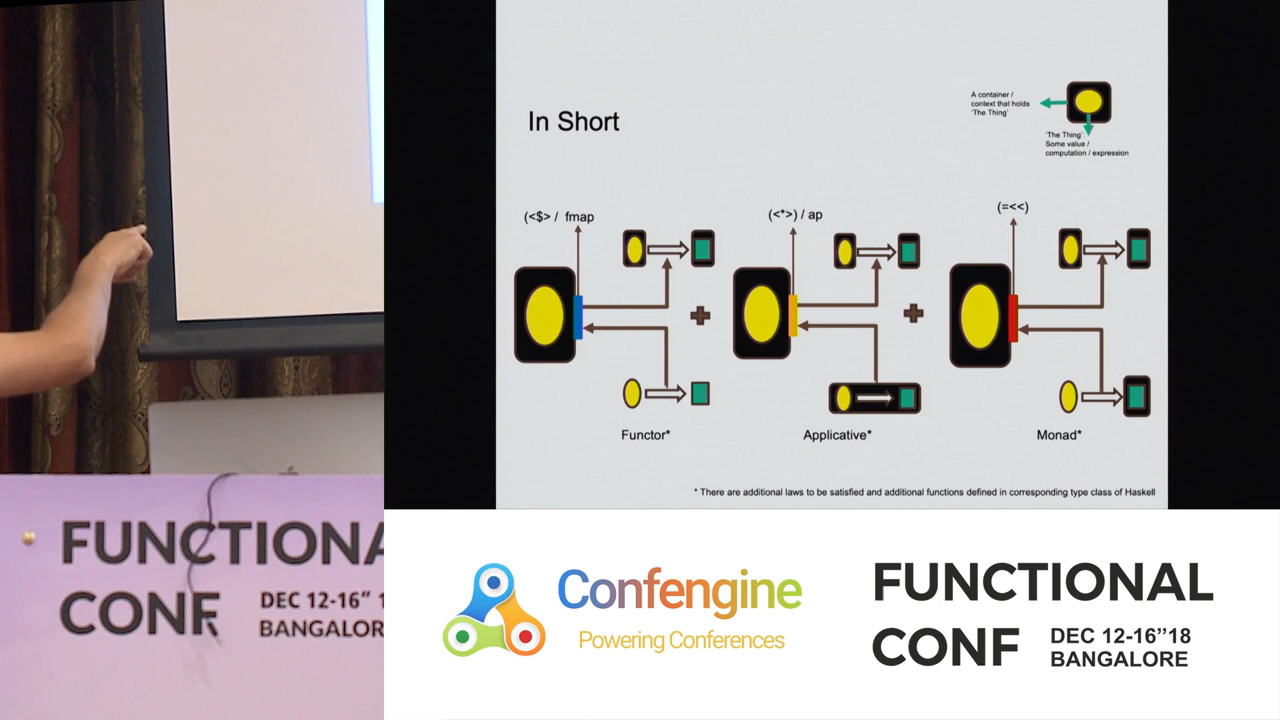 In Short
A container /
context that holds
'The Thing'
'The Thing'
Some value /
computation / expression
(<$> / fmap
(<*>) / ap
(=<<)
Functor*
Applicative*
Monad*
* There are additional laws to be satisfied and additional functions defined in corresponding type class of Haskell
FUNCTIONA
CONF
DEC 12-16" 1
BANGALOR
Confengine
Powering Conferences
FUNCTIONAL
CONF
DEC 12-16”18
BANGALORE